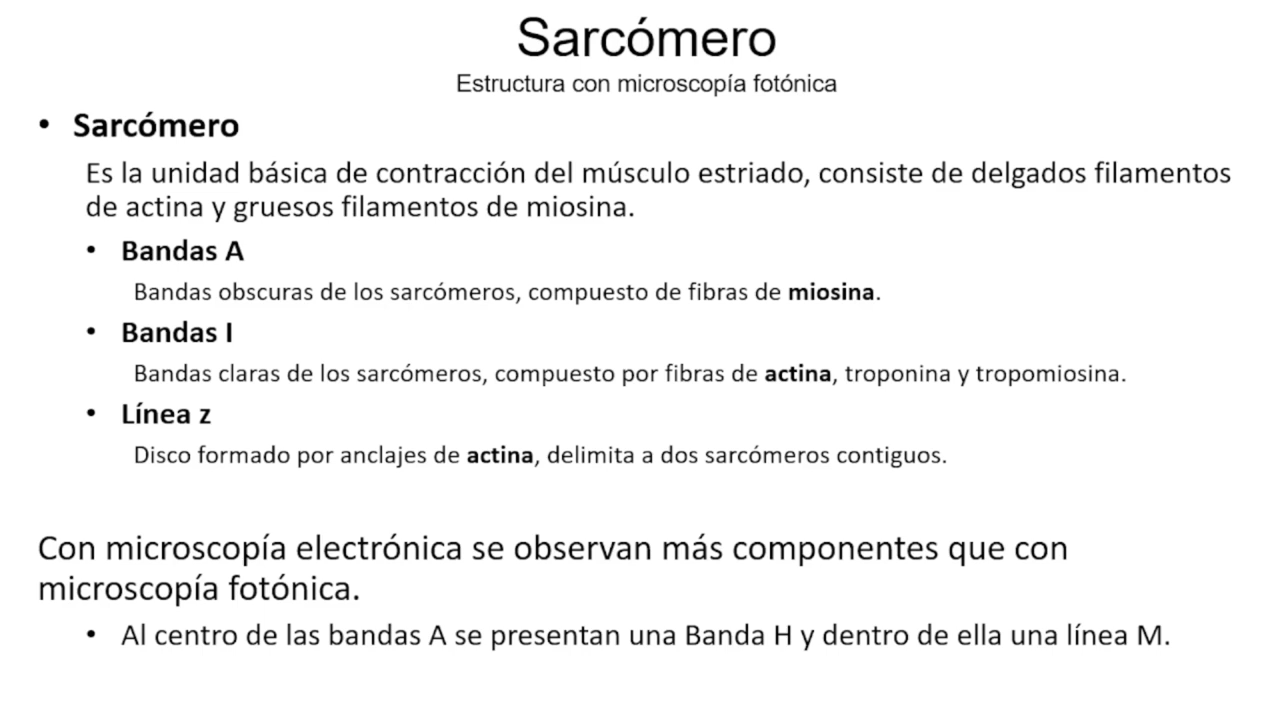 Sarcómero
Estructura con microscopía fotónica
• Sarcómero
Es la unidad básica de contracción del músculo estriado, consiste de delgados filamentos
de actina y gruesos filamentos de miosina.
• Bandas A
Bandas obscuras de los sarcómeros, compuesto de fibras de miosina.
• Bandas I
Bandas claras de los sarcómeros, compuesto por fibras de actina, troponina y tropomiosina.
• Línea z
Disco formado por anclajes de actina, delimita a dos sarcómeros contiguos.
Con microscopía electrónica se observan más componentes que con
microscopía fotónica.
• Al centro de las bandas A se presentan una Banda H y dentro de ella una línea M.